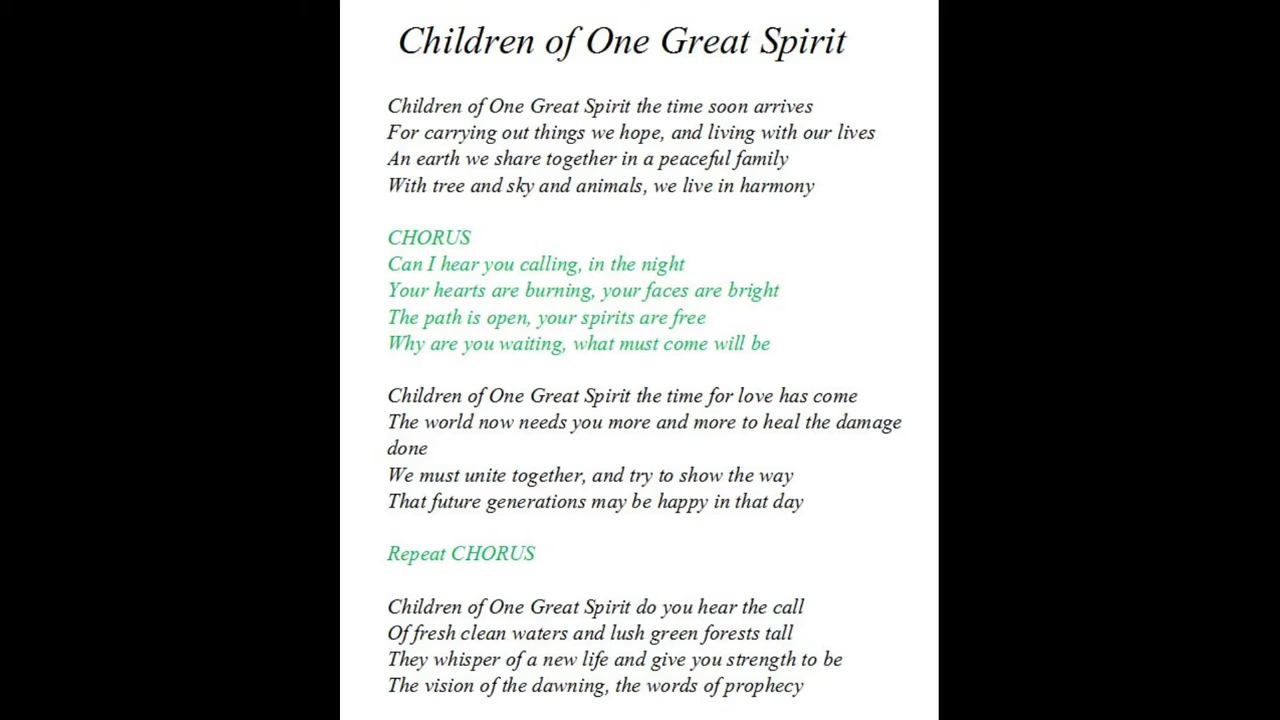 Children of One Great Spirit
Children of One Great Spirit the time soon arrives
For carrying out things we hope, and living with our lives
An earth we share together in a peaceful family
With tree and sky and animals, we live in harmony
CHORUS
Can I hear you calling, in the night
Your hearts are burning, your faces are bright
The path is open, your spirits are free
Why are you waiting, what must come will be
Children of One Great Spirit the time for love has come
The world now needs you more and more to heal the damage
done
We must unite together, and try to show the way
That future generations may be happy in that day
Repeat CHORUS
Children of One Great Spirit do you hear the call
Of fresh clean waters and lush green forests tall
They whisper of a new life and give you strength to be
The vision of the dawning, the words of prophecy